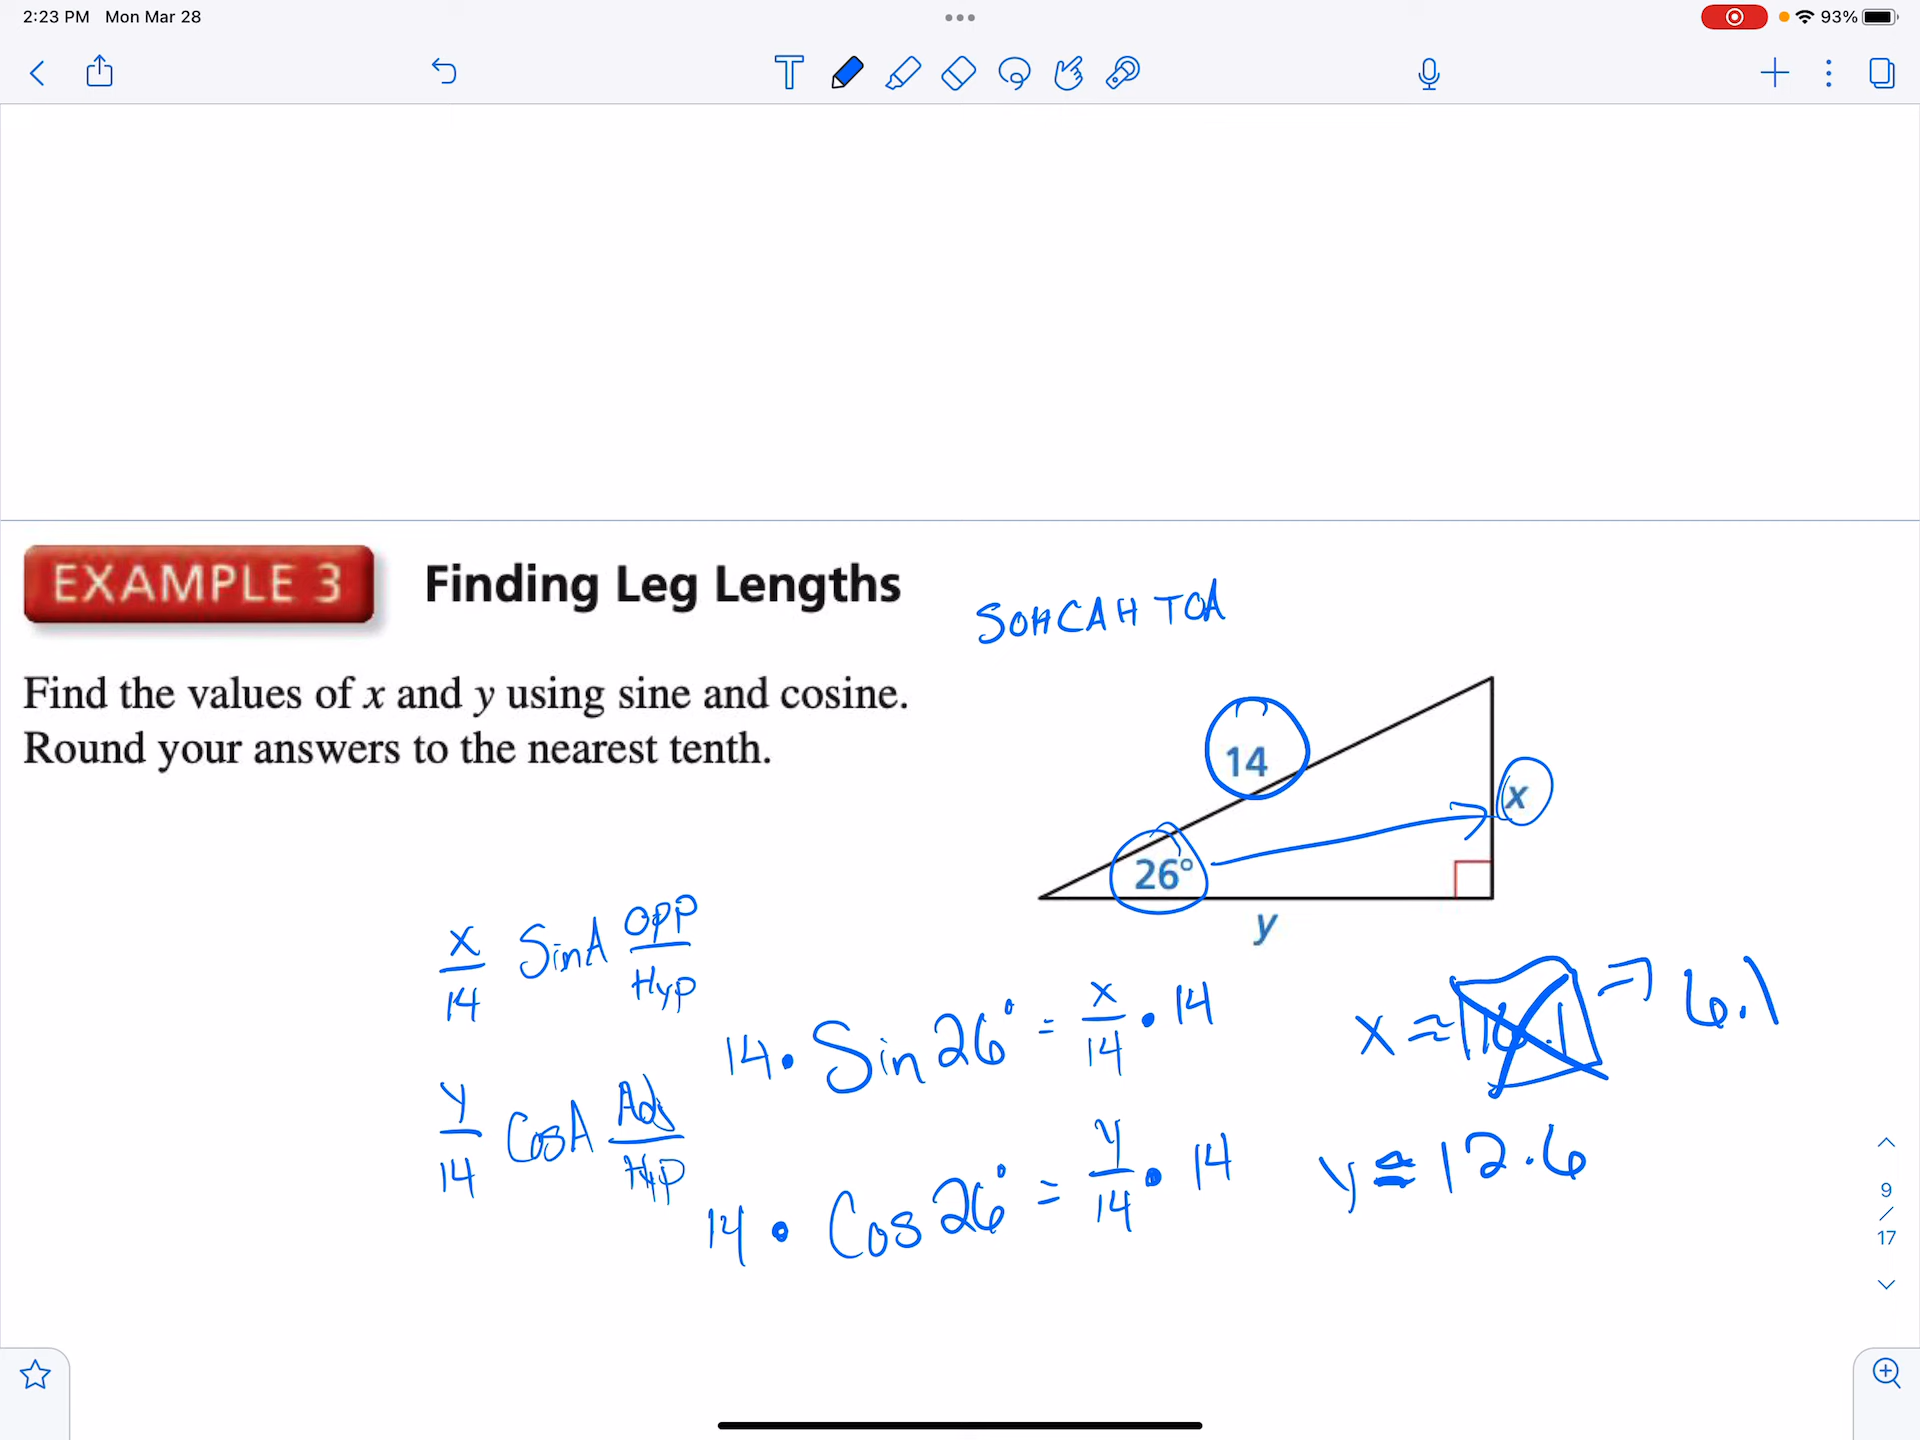 2:23 PM Mon Mar 28
93%
EXAMPLE 3 Finding Leg Lengths
SOHCAH TOA
Find the values of x and y using sine and cosine.
Round your answers to the nearest tenth.
14
x
26°
y
x/14 SinA Opp/Hyp
14 • Sin 26° = x/14 • 14
x ≈ ⇒ 6.1
y/14 CosA Adj/Hyp
14 • Cos 26° = y/14 • 14
y ≈ 12.6
9
/
17